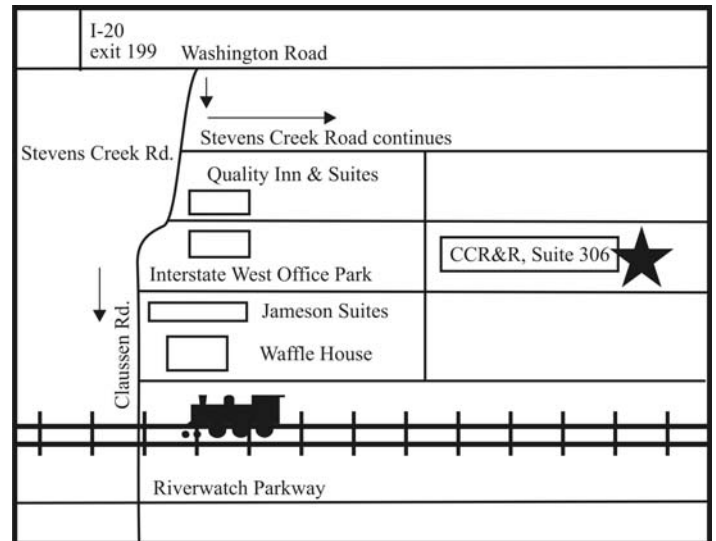 I-20
exit 199
Washington Road
Stevens Creek Road continues
Stevens Creek Rd.
Quality Inn & Suites
CCR&R, Suite 306
Interstate West Office Park
Claussen Rd.
Jameson Suites
Waffle House
Riverwatch Parkway